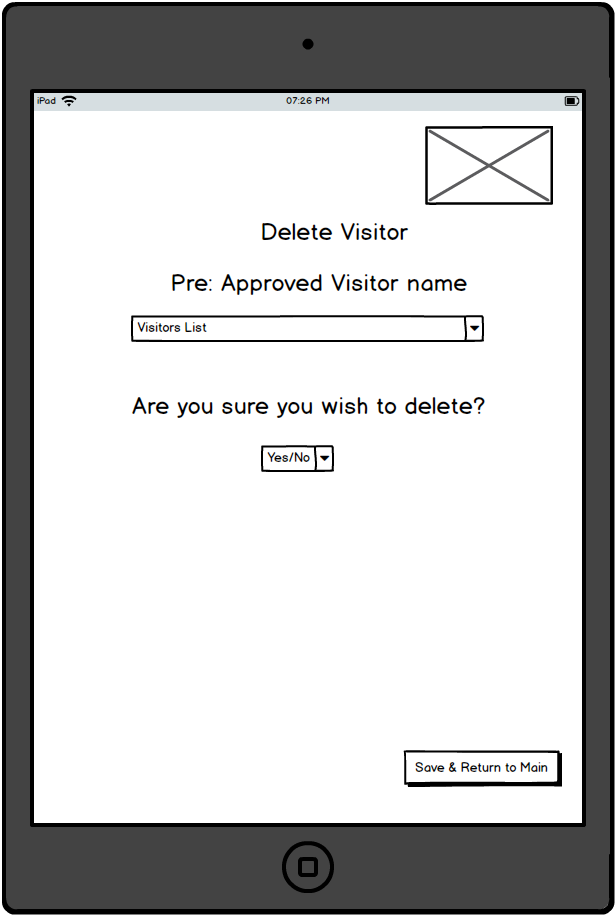 iPad 07:26 PM
Delete Visitor
Pre: Approved Visitor name
Visitors List
Are you sure you wish to delete?
Yes/No
Save & Return to Main